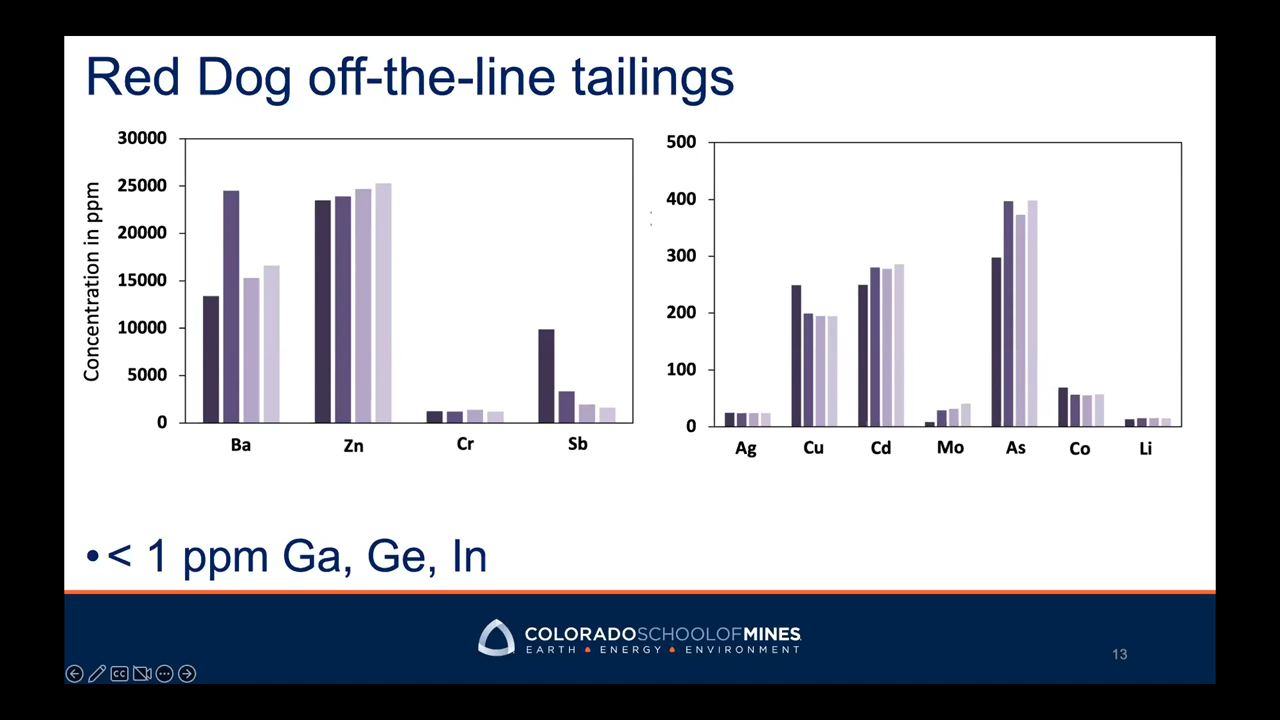 Red Dog off-the-line tailings
Concentration in ppm
30000
25000
20000
15000
10000
5000
0
Ba Zn Cr Sb
500
400
300
200
100
0
Ag Cu Cd Mo As Co Li
• < 1 ppm Ga, Ge, In
COLORADOSCHOOLOFMINES
EARTH • ENERGY • ENVIRONMENT
13
CC